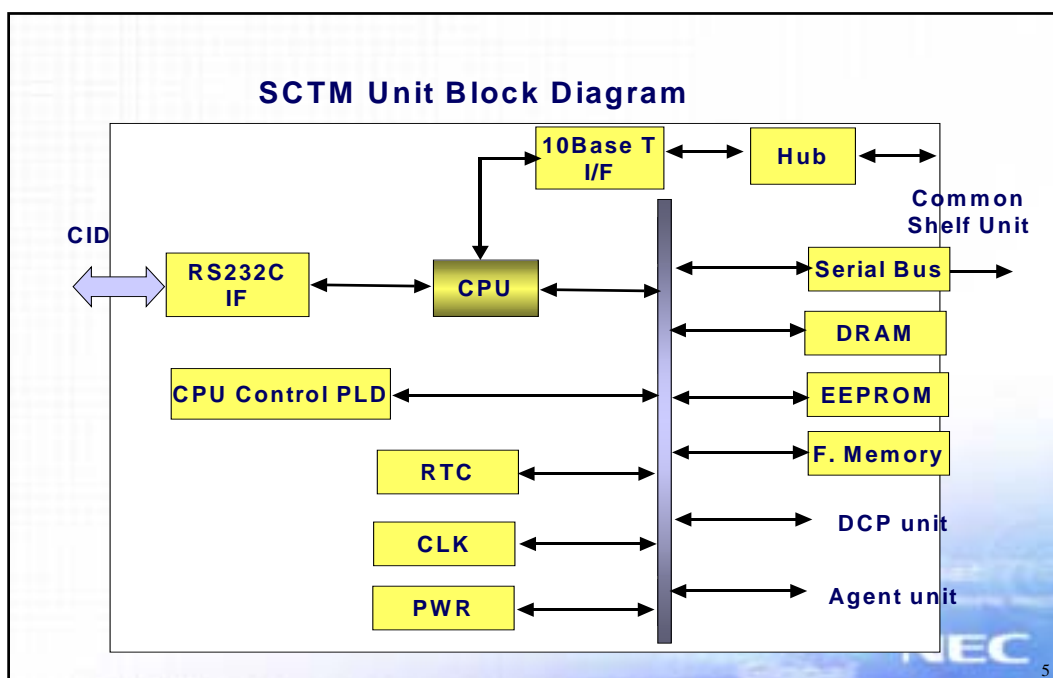 SCTM Unit Block Diagram
10Base T
I/F
Hub
Common
Shelf Unit
CID
RS232C
IF
CPU
Serial Bus
DRAM
CPU Control PLD
EEPROM
F. Memory
RTC
DCP unit
CLK
Agent unit
PWR
NEC
5